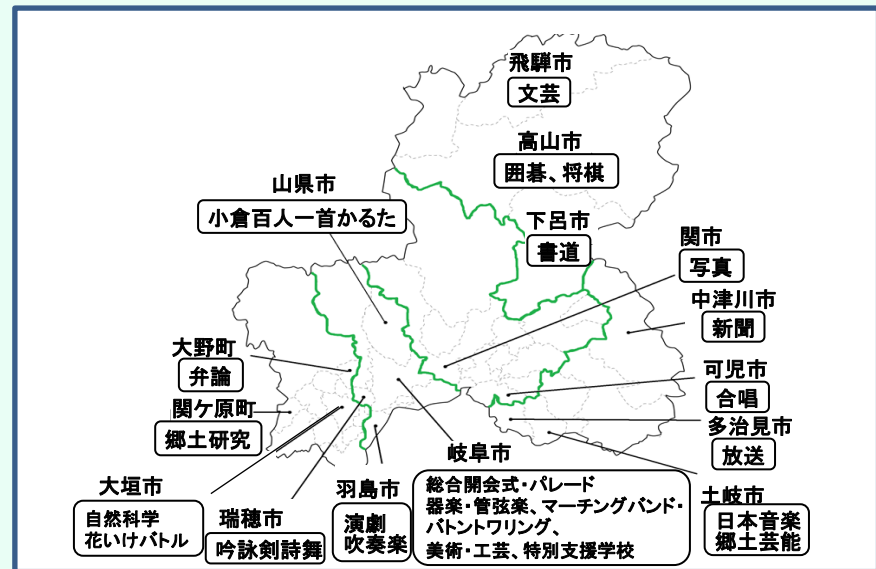 飛騨市
文芸
高山市
囲碁、将棋
山県市
小倉百人一首かるた
下呂市
書道
関市
写真
中津川市
新聞
大野町
弁論
可児市
合唱
関ケ原町
郷土研究
多治見市
放送
大垣市
自然科学
花いけバトル
瑞穂市
吟詠剣詩舞
羽島市
演劇
吹奏楽
岐阜市
総合開会式・パレード
器楽・管弦楽、マーチングバンド・
バトントワリング、
美術・工芸、特別支援学校
土岐市
日本音楽
郷土芸能